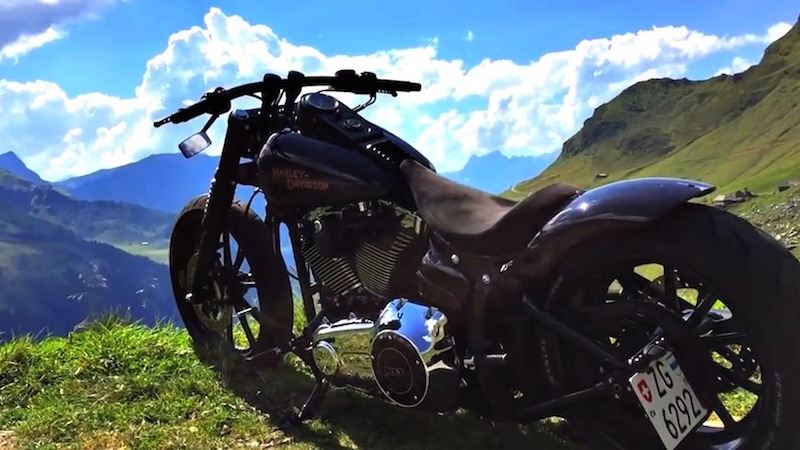 HARLEY-
DAVIDSON
ZG
6292